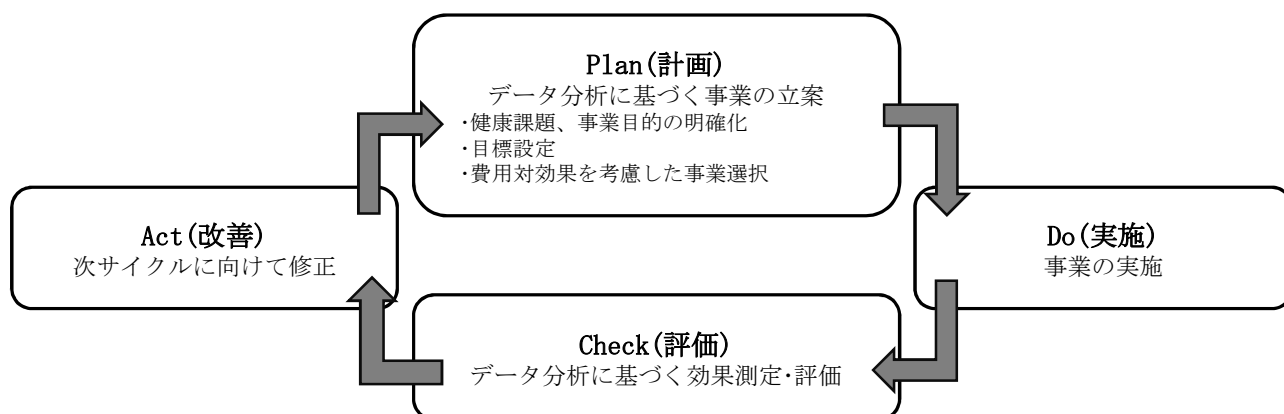 Plan(計画)
データ分析に基づく事業の立案
･健康課題、事業目的の明確化
･目標設定
･費用対効果を考慮した事業選択
Act(改善)
次サイクルに向けて修正
Do(実施)
事業の実施
Check(評価)
データ分析に基づく効果測定･評価